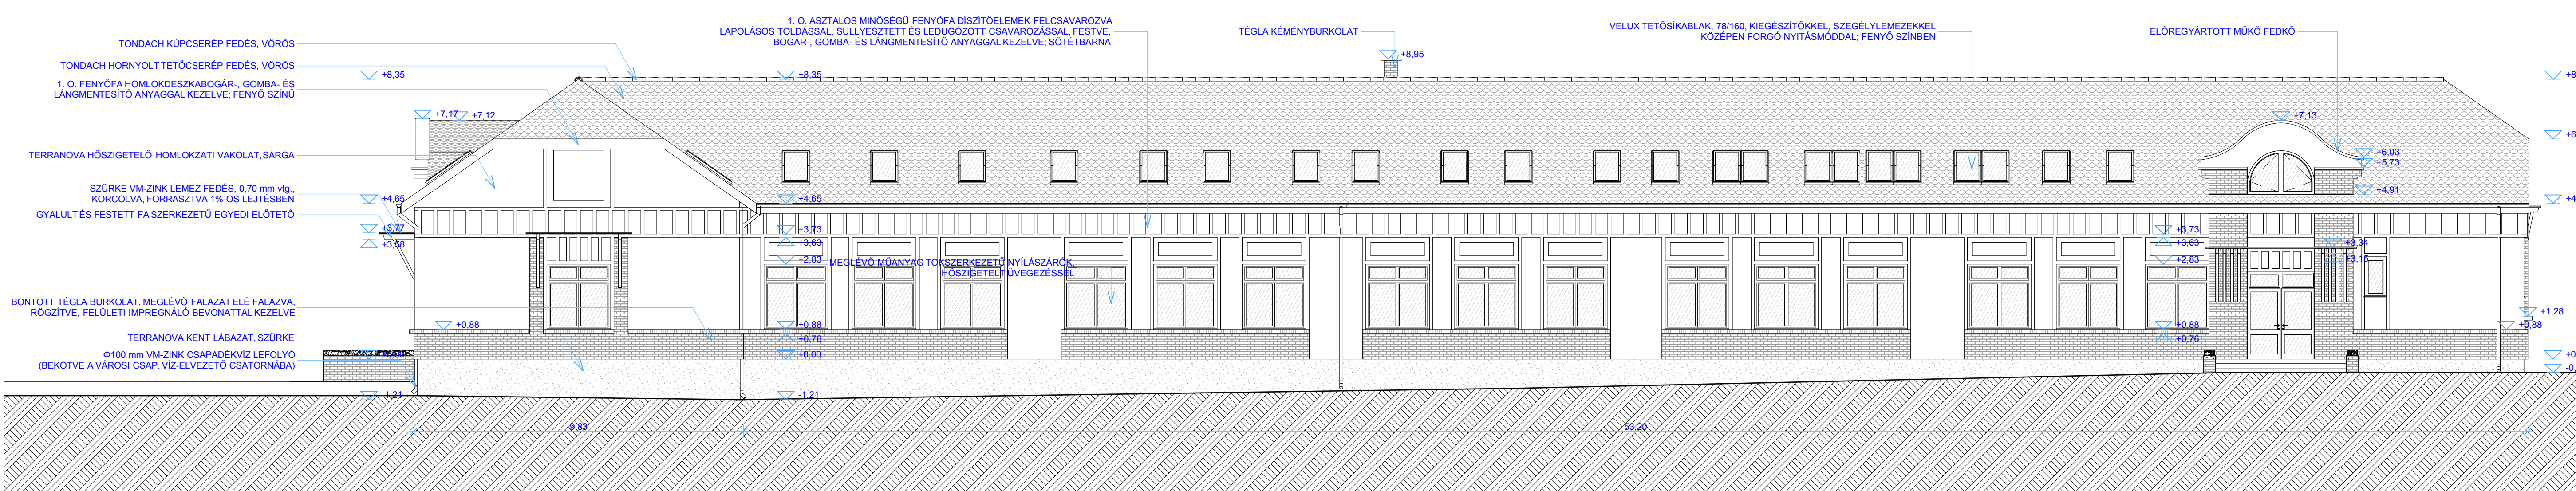 1. O. ASZTALOS MINŐSÉGŰ FENYŐFA DÍSZÍTŐELEMEK FELCSAVAROZVA
LAPOLÁSOS TOLDÁSSAL, SÜLLYESZTETT ÉS LEDUGÓZOTT CSAVAROZÁSSAL, FESTVE,
BOGÁR-, GOMBA- ÉS LÁNGMENTESÍTŐ ANYAGGAL KEZELVE; SÖTÉTBARNA
TÉGLA KÉMÉNYBURKOLAT
VELUX TETŐSÍKABLAK, 78/160, KIEGÉSZÍTŐKKEL, SZEGÉLYLEMEZEKKEL
KÖZÉPEN FORGÓ NYITÁSMÓDDAL; FENYŐ SZÍNBEN
ELŐREGYÁRTOTT MŰKŐ FEDKŐ
TONDACH KÚPCSERÉP FEDÉS, VÖRÖS
TONDACH HORNYOLT TETŐCSERÉP FEDÉS, VÖRÖS
1. O. FENYŐFA HOMLOKDESZKABOGÁR-, GOMBA- ÉS
LÁNGMENTESÍTŐ ANYAGGAL KEZELVE; FENYŐ SZÍNŰ
TERRANOVA HŐSZIGETELŐ HOMLOKZATI VAKOLAT, SÁRGA
SZÜRKE VM-ZINK LEMEZ FEDÉS, 0,70 mm vtg.,
KORCOLVA, FORRASZTVA 1%-OS LEJTÉSBEN
GYALULT ÉS FESTETT FA SZERKEZETŰ EGYEDI ELŐTETŐ
BONTOTT TÉGLA BURKOLAT, MEGLÉVŐ FALAZAT ELÉ FALAZVA,
RÖGZÍTVE, FELÜLETI IMPREGNÁLÓ BEVONATTAL KEZELVE
TERRANOVA KENT LÁBAZAT, SZÜRKE
Φ100 mm VM-ZINK CSAPADÉKVÍZ LEFOLYÓ
(BEKÖTVE A VÁROSI CSAP. VÍZ-ELVEZETŐ CSATORNÁBA)
MEGLÉVŐ MŰANYAG TOKSZERKEZETŰ NYÍLÁSZÁRÓK,
HŐSZIGETELT ÜVEGEZÉSSEL
+8,35
+7,17
+7,12
+4,65
+3,77
+3,58
+0,88
-1,21
+8,35
+4,65
+3,73
+3,63
+2,83
+0,88
+0,76
±0,00
-1,21
+8,95
+7,13
+6,03
+5,73
+4,91
+3,73
+3,63
+2,83
+3,34
+3,15
+0,88
+0,76
+1,28
+0,88
9,83
53,20